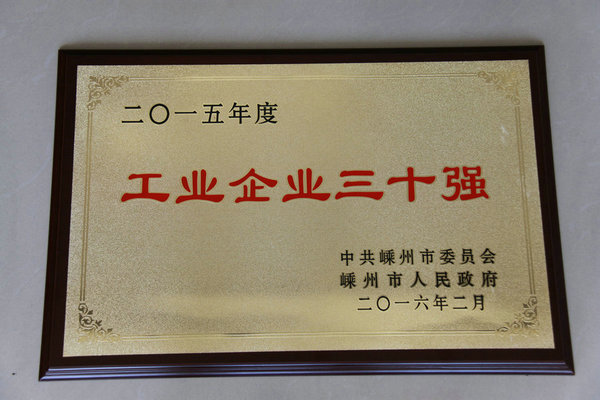 二〇一五年度
工业企业三十强
中共嵊州市委员会
嵊州市人民政府
二〇一六年二月